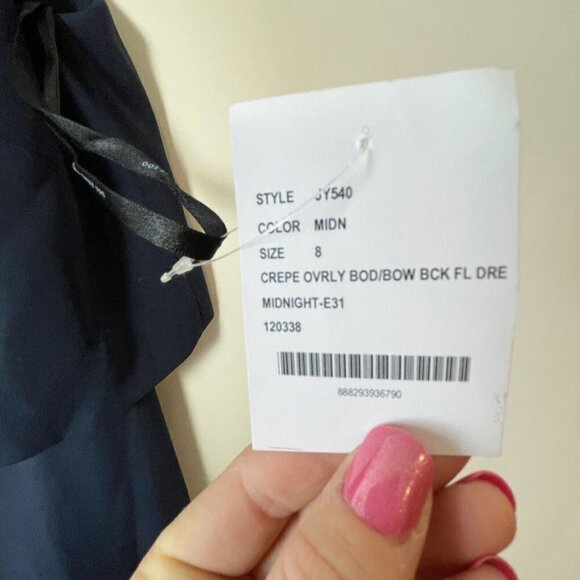 STYLE JY540
COLOR MIDN
SIZE 8
CREPE OVRLY BOD/BOW BCK FL DRE
MIDNIGHT-E31
120338
888293936790